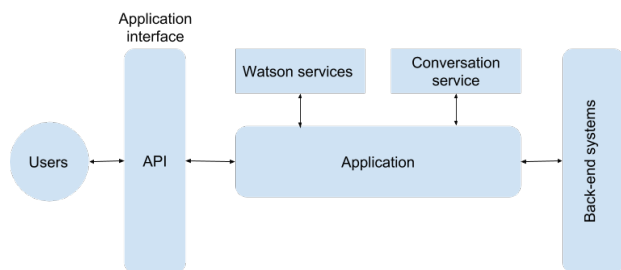 Application
interface
Watson services
Conversation
service
Users
API
Application
Back-end systems